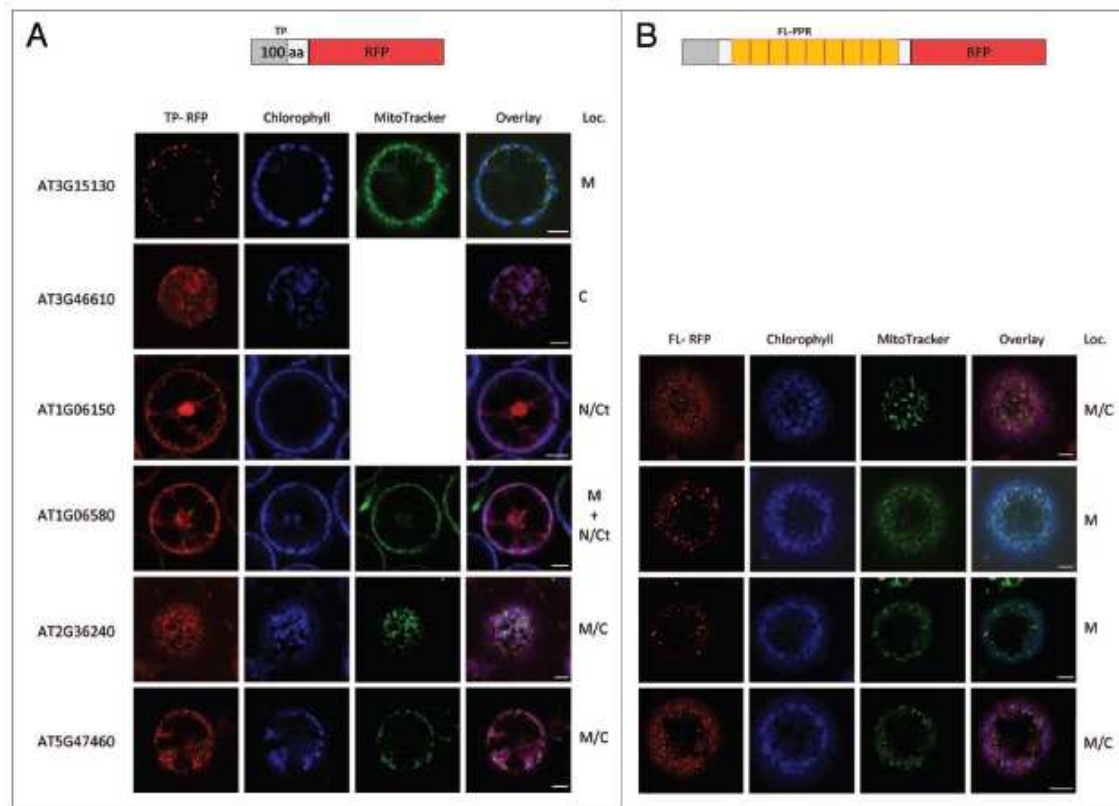 A
TP
100 aa
RFP
TP- RFP Chlorophyll MitoTracker Overlay Loc.
AT3G15130 M
AT3G46610 C
AT1G06150 N/Ct
AT1G06580 M + N/Ct
AT2G36240 M/C
AT5G47460 M/C
B
FL-PPR
RFP
FL- RFP Chlorophyll MitoTracker Overlay Loc.
M/C
M
M
M/C